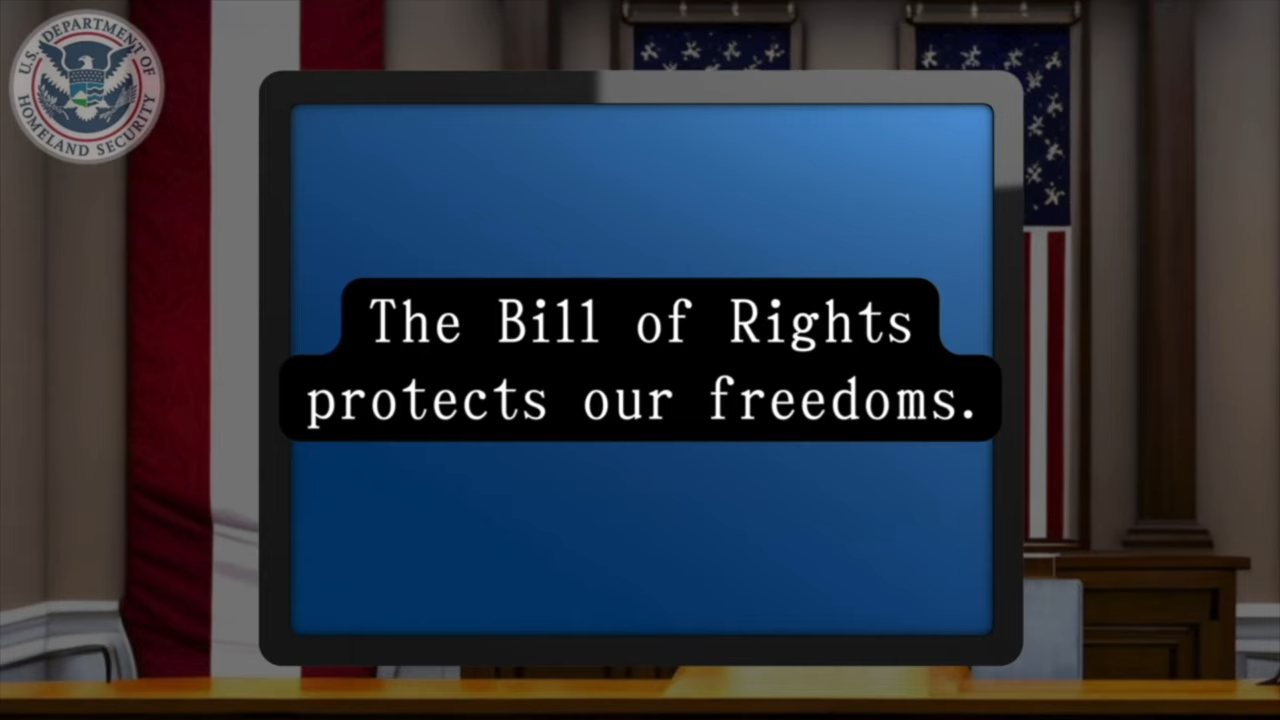 U.S. DEPARTMENT OF
HOMELAND SECURITY
The Bill of Rights
protects our freedoms.